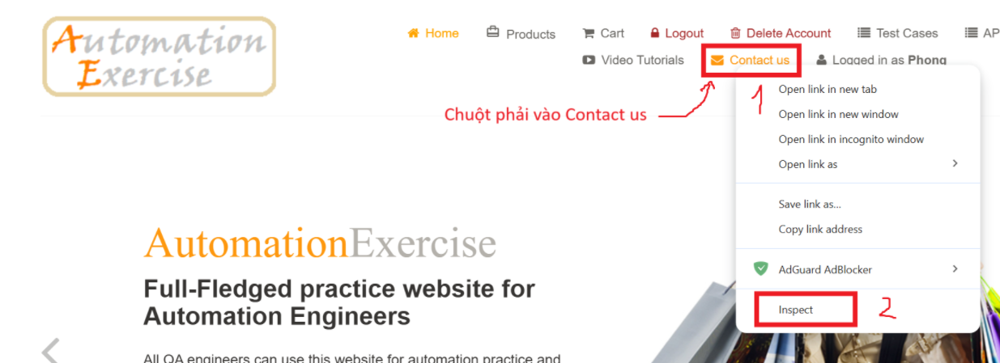 Automation
Exercise
Home
Products
Cart
Logout
Delete Account
Test Cases
AP
Video Tutorials
Contact us
Logged in as Phong
1
Chuột phải vào Contact us
Open link in new tab
Open link in new window
Open link in incognito window
Open link as
Save link as...
Copy link address
AdGuard AdBlocker
Inspect
2
AutomationExercise
Full-Fledged practice website for
Automation Engineers
All QA engineers can use this website for automation practice and